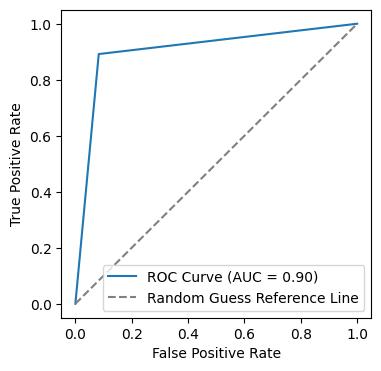 1.0
0.8
0.6
0.4
0.2
0.0
True Positive Rate
ROC Curve (AUC = 0.90)
Random Guess Reference Line
0.0 0.2 0.4 0.6 0.8 1.0
False Positive Rate